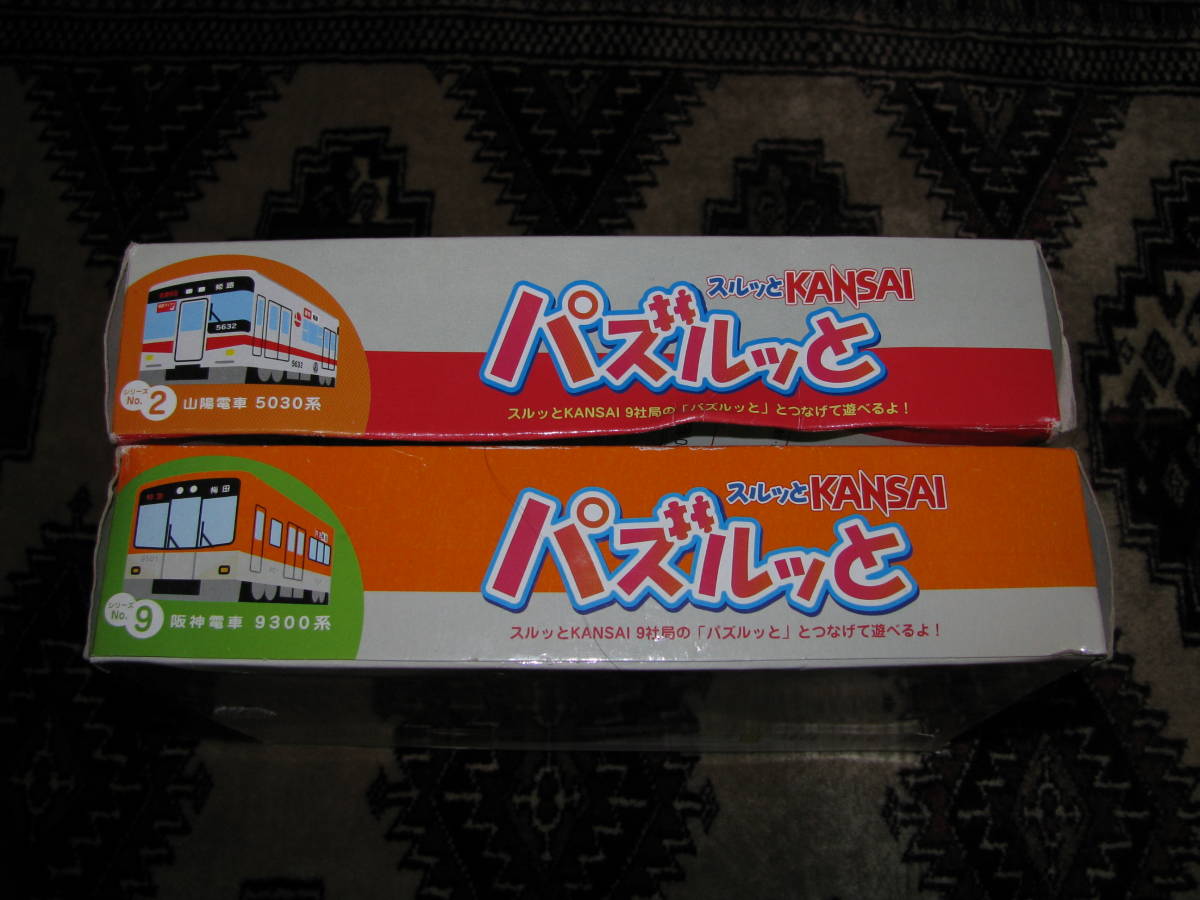 スルッとKANSAI
パズルッと
姫路
5632
5632
シリーズ
No.2
山陽電車 5030系
スルッとKANSAI 9社局の「パズルッと」とつなげて遊べるよ！
スルッとKANSAI
パズルッと
特急
梅田
シリーズ
No.9
阪神電車 9300系
スルッとKANSAI 9社局の「パズルッと」とつなげて遊べるよ！